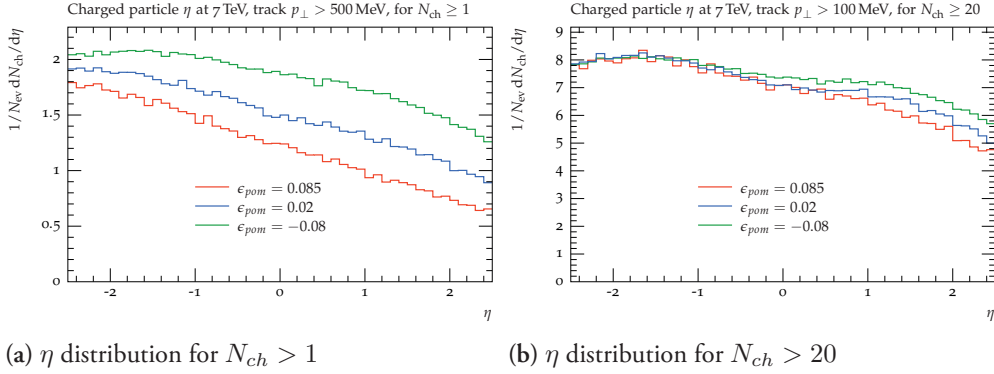 Charged particle η at 7 TeV, track p⊥ > 500 MeV, for Nch ≥ 1
1/Nev dNch/dη
2
1.5
1
0.5
0
ϵpom = 0.085
ϵpom = 0.02
ϵpom = −0.08
-2 -1 0 1 2
η
(a) η distribution for Nch > 1
Charged particle η at 7 TeV, track p⊥ > 100 MeV, for Nch ≥ 20
1/Nev dNch/dη
9
8
7
6
5
4
3
2
1
0
ϵpom = 0.085
ϵpom = 0.02
ϵpom = −0.08
-2 -1 0 1 2
η
(b) η distribution for Nch > 20